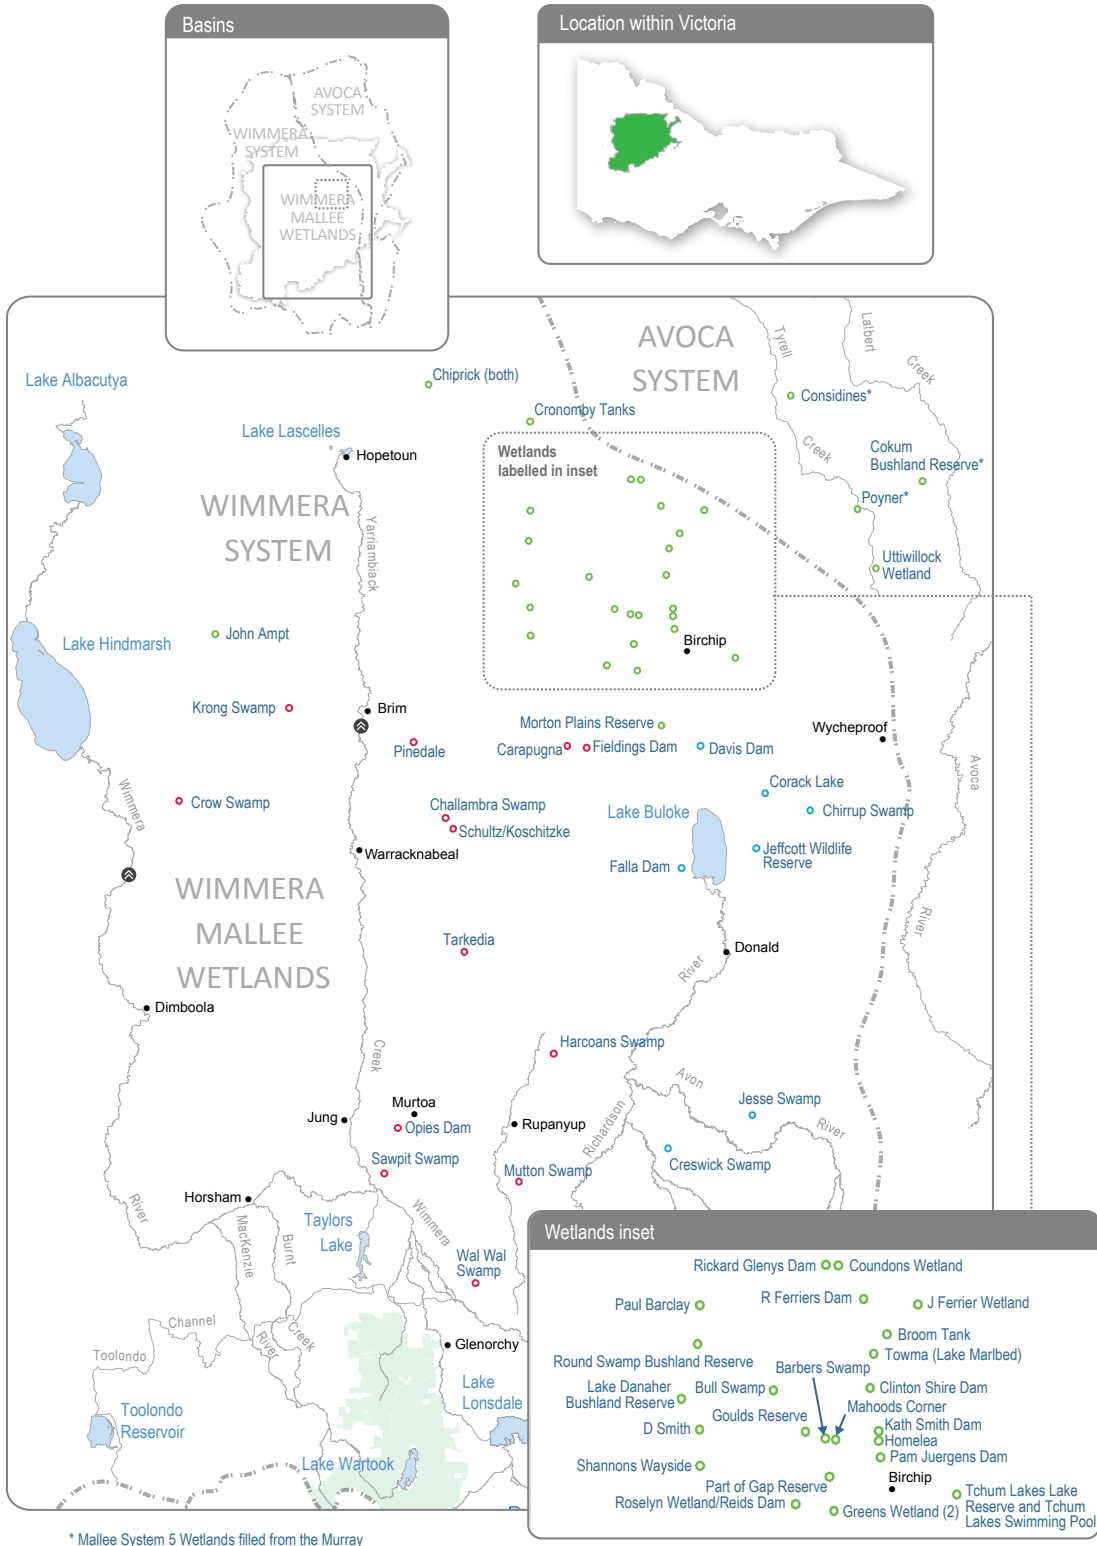 Basins
AVOCA
SYSTEM
WIMMERA
SYSTEM
WIMMERA
MALLEE
WETLANDS
Location within Victoria
AVOCA
SYSTEM
Tyrell
Creek
Lalbert
Creek
Lake Albacutya
Chiprick (both)
Considines*
Cronomby Tanks
Lake Lascelles
Hopetoun
Wetlands
labelled in inset
Cokum
Bushland Reserve*
Poyner*
WIMMERA
SYSTEM
Yarriambiack
Uttiwillock
Wetland
John Ampt
Lake Hindmarsh
Birchip
Krong Swamp
Brim
Morton Plains Reserve
Wycheproof
Pinedale
Carapugna
Fieldings Dam
Davis Dam
Avoca
Wimmera
Corack Lake
Crow Swamp
Challambra Swamp
Lake Buloke
Chirrup Swamp
Schultz/Koschitzke
Warracknabeal
Jeffcott Wildlife
Reserve
Falla Dam
WIMMERA
MALLEE
WETLANDS
River
Tarkedia
Donald
River
Dimboola
Harcoans Swamp
Creek
Avon
Jesse Swamp
Murtoa
Jung
Opies Dam
Rupanyup
Richardson
River
Sawpit Swamp
Mutton Swamp
Creswick Swamp
Horsham
River
MacKenzie
Burnt
Taylors
Lake
Wimmera
Wal Wal
Swamp
Channel
River
Creek
Toolondo
Glenorchy
Toolondo
Reservoir
Lake
Lonsdale
Lake Wartook
Wetlands inset
Rickard Glenys Dam
Coundons Wetland
Paul Barclay
R Ferriers Dam
J Ferrier Wetland
Broom Tank
Round Swamp Bushland Reserve
Towma (Lake Marlbed)
Barbers Swamp
Lake Danaher
Bushland Reserve
Bull Swamp
Clinton Shire Dam
Mahoods Corner
Goulds Reserve
D Smith
Kath Smith Dam
Homelea
Shannons Wayside
Pam Juergens Dam
Part of Gap Reserve
Birchip
Roselyn Wetland/Reids Dam
Greens Wetland (2)
Tchum Lakes Lake
Reserve and Tchum
Lakes Swimming Pool
* Mallee System 5 Wetlands filled from the Murray